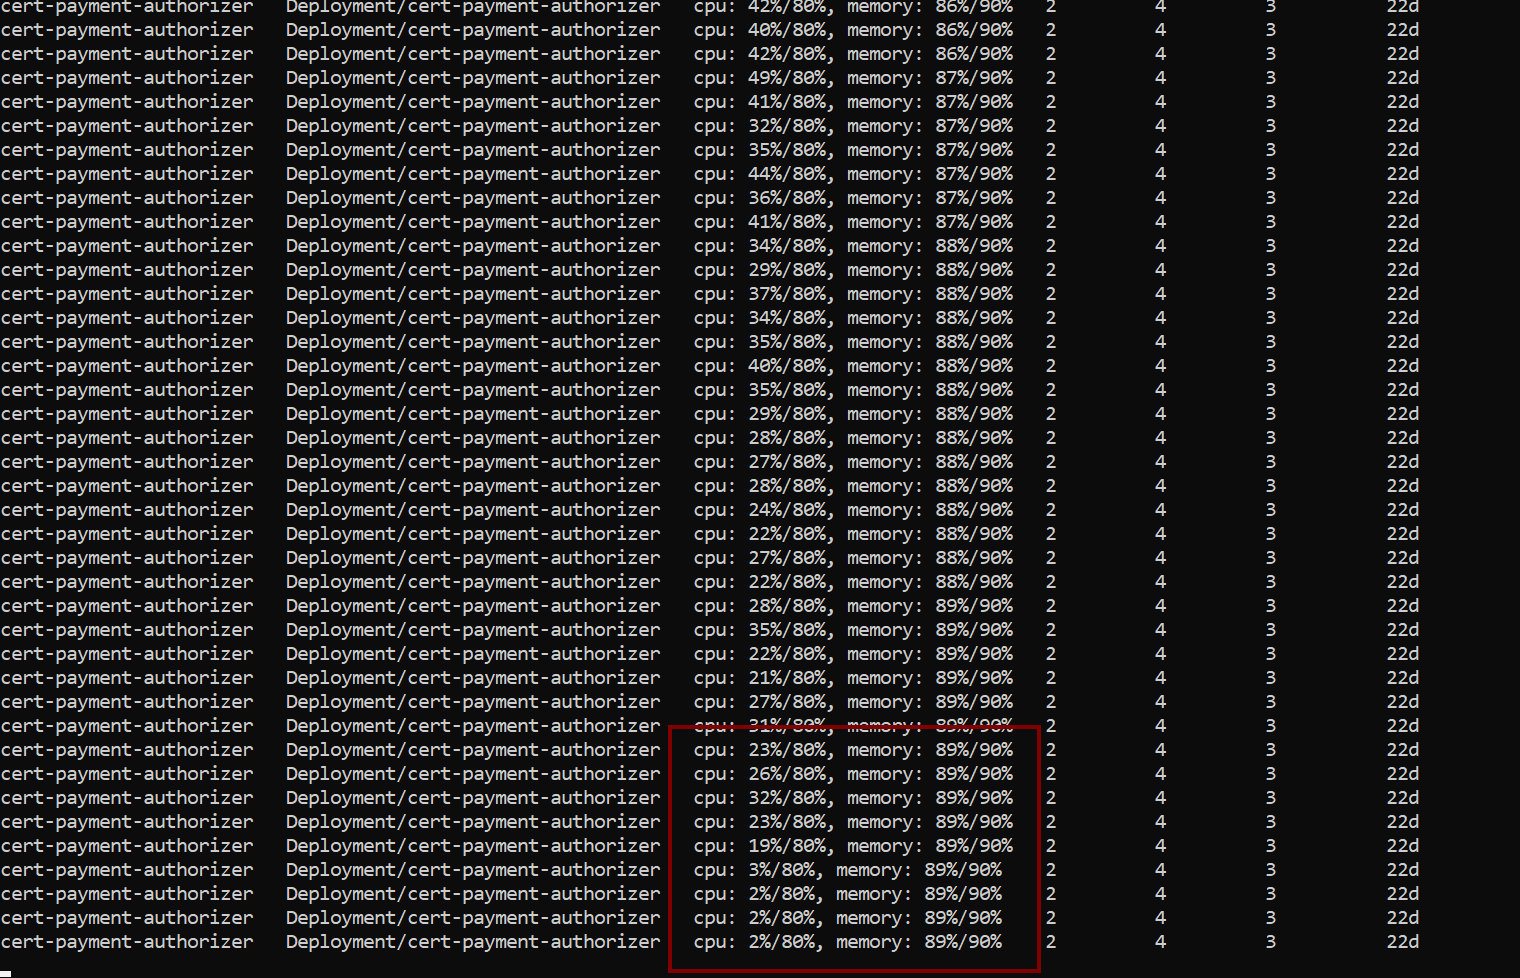 cert-payment-authorizer Deployment/cert-payment-authorizer cpu: 42%/80%, memory: 86%/90% 2 4 3 22d
cert-payment-authorizer Deployment/cert-payment-authorizer cpu: 40%/80%, memory: 86%/90% 2 4 3 22d
cert-payment-authorizer Deployment/cert-payment-authorizer cpu: 42%/80%, memory: 86%/90% 2 4 3 22d
cert-payment-authorizer Deployment/cert-payment-authorizer cpu: 49%/80%, memory: 87%/90% 2 4 3 22d
cert-payment-authorizer Deployment/cert-payment-authorizer cpu: 41%/80%, memory: 87%/90% 2 4 3 22d
cert-payment-authorizer Deployment/cert-payment-authorizer cpu: 32%/80%, memory: 87%/90% 2 4 3 22d
cert-payment-authorizer Deployment/cert-payment-authorizer cpu: 35%/80%, memory: 87%/90% 2 4 3 22d
cert-payment-authorizer Deployment/cert-payment-authorizer cpu: 44%/80%, memory: 87%/90% 2 4 3 22d
cert-payment-authorizer Deployment/cert-payment-authorizer cpu: 36%/80%, memory: 87%/90% 2 4 3 22d
cert-payment-authorizer Deployment/cert-payment-authorizer cpu: 41%/80%, memory: 87%/90% 2 4 3 22d
cert-payment-authorizer Deployment/cert-payment-authorizer cpu: 34%/80%, memory: 88%/90% 2 4 3 22d
cert-payment-authorizer Deployment/cert-payment-authorizer cpu: 29%/80%, memory: 88%/90% 2 4 3 22d
cert-payment-authorizer Deployment/cert-payment-authorizer cpu: 37%/80%, memory: 88%/90% 2 4 3 22d
cert-payment-authorizer Deployment/cert-payment-authorizer cpu: 34%/80%, memory: 88%/90% 2 4 3 22d
cert-payment-authorizer Deployment/cert-payment-authorizer cpu: 35%/80%, memory: 88%/90% 2 4 3 22d
cert-payment-authorizer Deployment/cert-payment-authorizer cpu: 40%/80%, memory: 88%/90% 2 4 3 22d
cert-payment-authorizer Deployment/cert-payment-authorizer cpu: 35%/80%, memory: 88%/90% 2 4 3 22d
cert-payment-authorizer Deployment/cert-payment-authorizer cpu: 29%/80%, memory: 88%/90% 2 4 3 22d
cert-payment-authorizer Deployment/cert-payment-authorizer cpu: 28%/80%, memory: 88%/90% 2 4 3 22d
cert-payment-authorizer Deployment/cert-payment-authorizer cpu: 27%/80%, memory: 88%/90% 2 4 3 22d
cert-payment-authorizer Deployment/cert-payment-authorizer cpu: 28%/80%, memory: 88%/90% 2 4 3 22d
cert-payment-authorizer Deployment/cert-payment-authorizer cpu: 24%/80%, memory: 88%/90% 2 4 3 22d
cert-payment-authorizer Deployment/cert-payment-authorizer cpu: 22%/80%, memory: 88%/90% 2 4 3 22d
cert-payment-authorizer Deployment/cert-payment-authorizer cpu: 27%/80%, memory: 88%/90% 2 4 3 22d
cert-payment-authorizer Deployment/cert-payment-authorizer cpu: 22%/80%, memory: 88%/90% 2 4 3 22d
cert-payment-authorizer Deployment/cert-payment-authorizer cpu: 28%/80%, memory: 89%/90% 2 4 3 22d
cert-payment-authorizer Deployment/cert-payment-authorizer cpu: 35%/80%, memory: 89%/90% 2 4 3 22d
cert-payment-authorizer Deployment/cert-payment-authorizer cpu: 22%/80%, memory: 89%/90% 2 4 3 22d
cert-payment-authorizer Deployment/cert-payment-authorizer cpu: 21%/80%, memory: 89%/90% 2 4 3 22d
cert-payment-authorizer Deployment/cert-payment-authorizer cpu: 27%/80%, memory: 89%/90% 2 4 3 22d
cert-payment-authorizer Deployment/cert-payment-authorizer cpu: 31%/80%, memory: 89%/90% 2 4 3 22d
cert-payment-authorizer Deployment/cert-payment-authorizer cpu: 23%/80%, memory: 89%/90% 2 4 3 22d
cert-payment-authorizer Deployment/cert-payment-authorizer cpu: 26%/80%, memory: 89%/90% 2 4 3 22d
cert-payment-authorizer Deployment/cert-payment-authorizer cpu: 32%/80%, memory: 89%/90% 2 4 3 22d
cert-payment-authorizer Deployment/cert-payment-authorizer cpu: 23%/80%, memory: 89%/90% 2 4 3 22d
cert-payment-authorizer Deployment/cert-payment-authorizer cpu: 19%/80%, memory: 89%/90% 2 4 3 22d
cert-payment-authorizer Deployment/cert-payment-authorizer cpu: 3%/80%, memory: 89%/90% 2 4 3 22d
cert-payment-authorizer Deployment/cert-payment-authorizer cpu: 2%/80%, memory: 89%/90% 2 4 3 22d
cert-payment-authorizer Deployment/cert-payment-authorizer cpu: 2%/80%, memory: 89%/90% 2 4 3 22d
cert-payment-authorizer Deployment/cert-payment-authorizer cpu: 2%/80%, memory: 89%/90% 2 4 3 22d